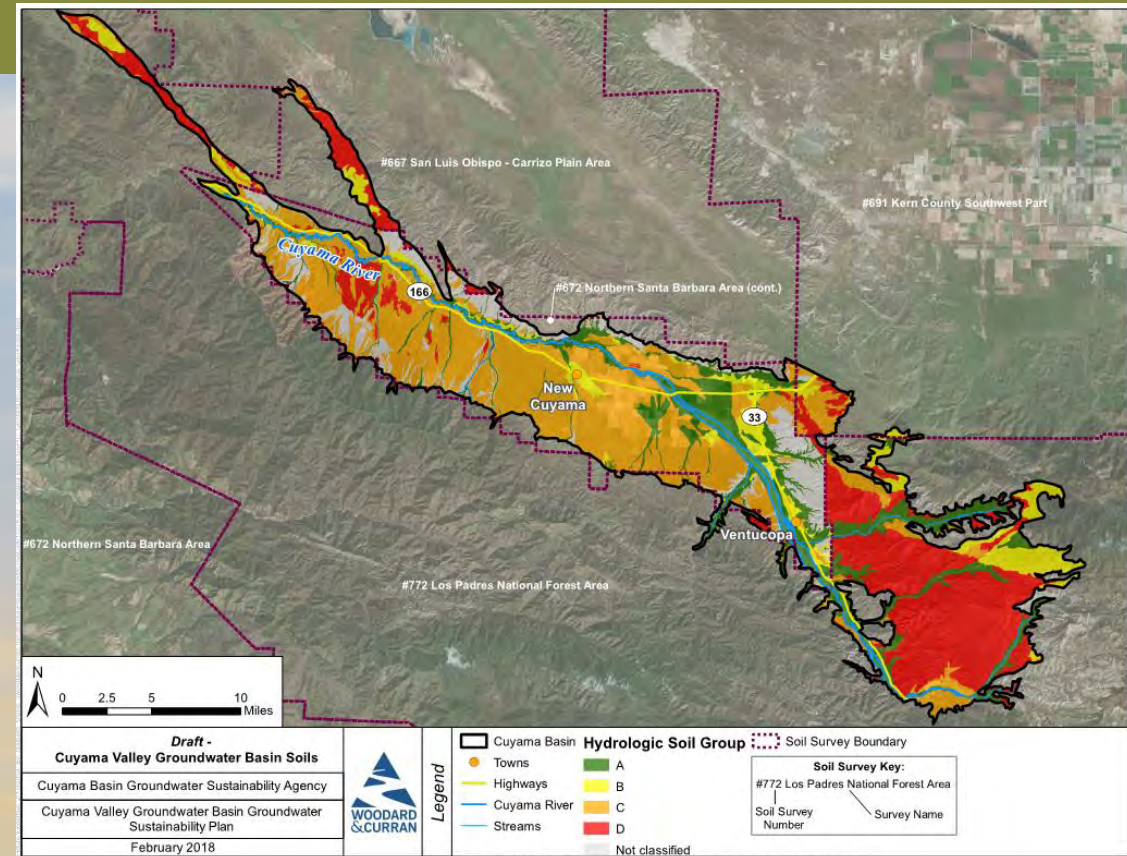 #667 San Luis Obispo - Carrizo Plain Area
#691 Kern County Southwest Part
Cuyama River
166
#672 Northern Santa Barbara Area (cont.)
New
Cuyama
33
Ventucopa
#672 Northern Santa Barbara Area
#772 Los Padres National Forest Area
N
0 2.5 5 10
Miles
Draft -
Cuyama Valley Groundwater Basin Soils
Cuyama Basin Groundwater Sustainability Agency
Cuyama Valley Groundwater Basin Groundwater
Sustainability Plan
February 2018
WOODARD
&CURRAN
Legend
Cuyama Basin
Towns
Highways
Cuyama River
Streams
Hydrologic Soil Group
A
B
C
D
Not classified
Soil Survey Boundary
Soil Survey Key:
#772 Los Padres National Forest Area
Soil Survey
Number
Survey Name